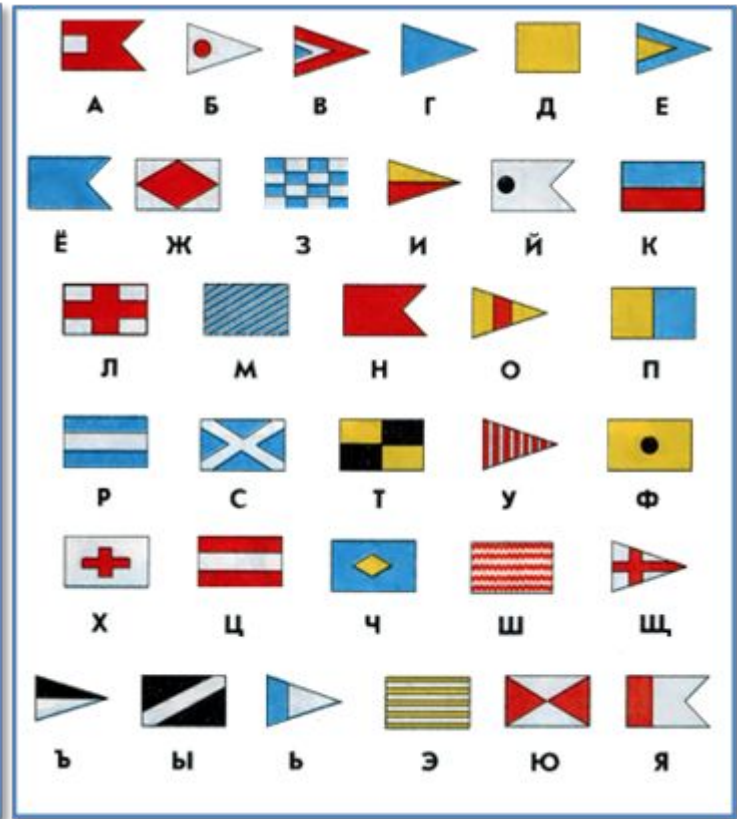 А Б В Г Д Е
Ё Ж З И Й К
Л М Н О П
Р С Т У Ф
Х Ц Ч Ш Щ
Ъ Ы Ь Э Ю Я